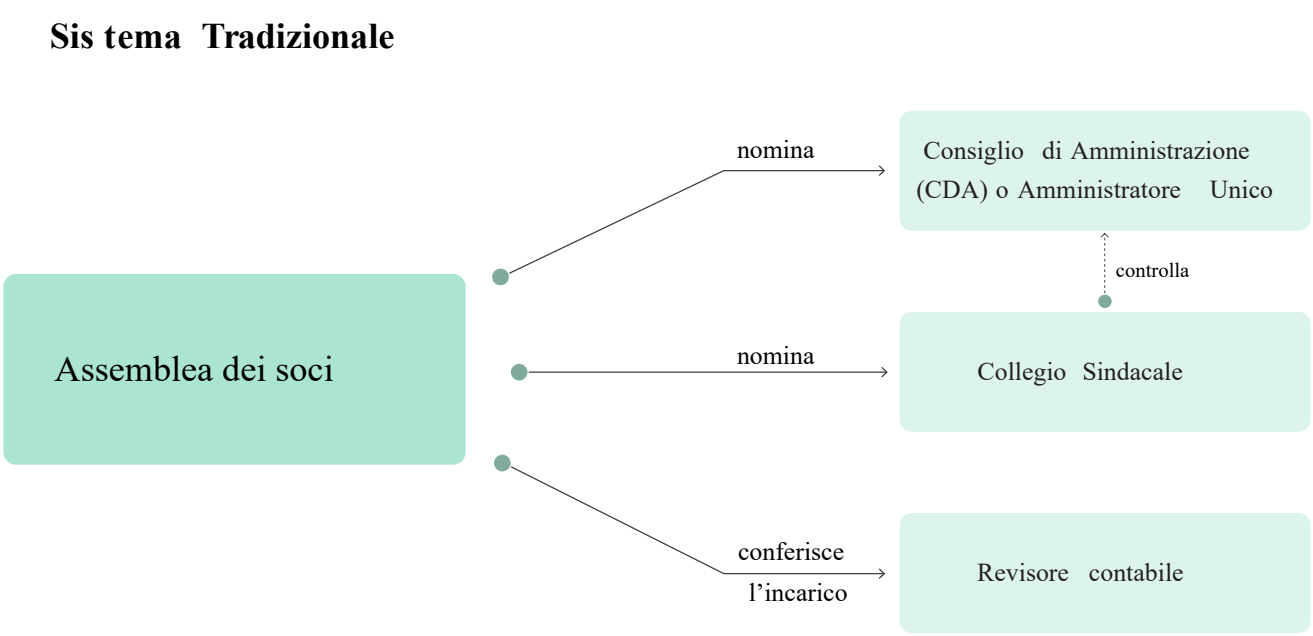 Sis tema Tradizionale
nomina
Consiglio di Amministrazione
(CDA) o Amministratore Unico
controlla
Assemblea dei soci
nomina
Collegio Sindacale
conferisce
l’incarico
Revisore contabile